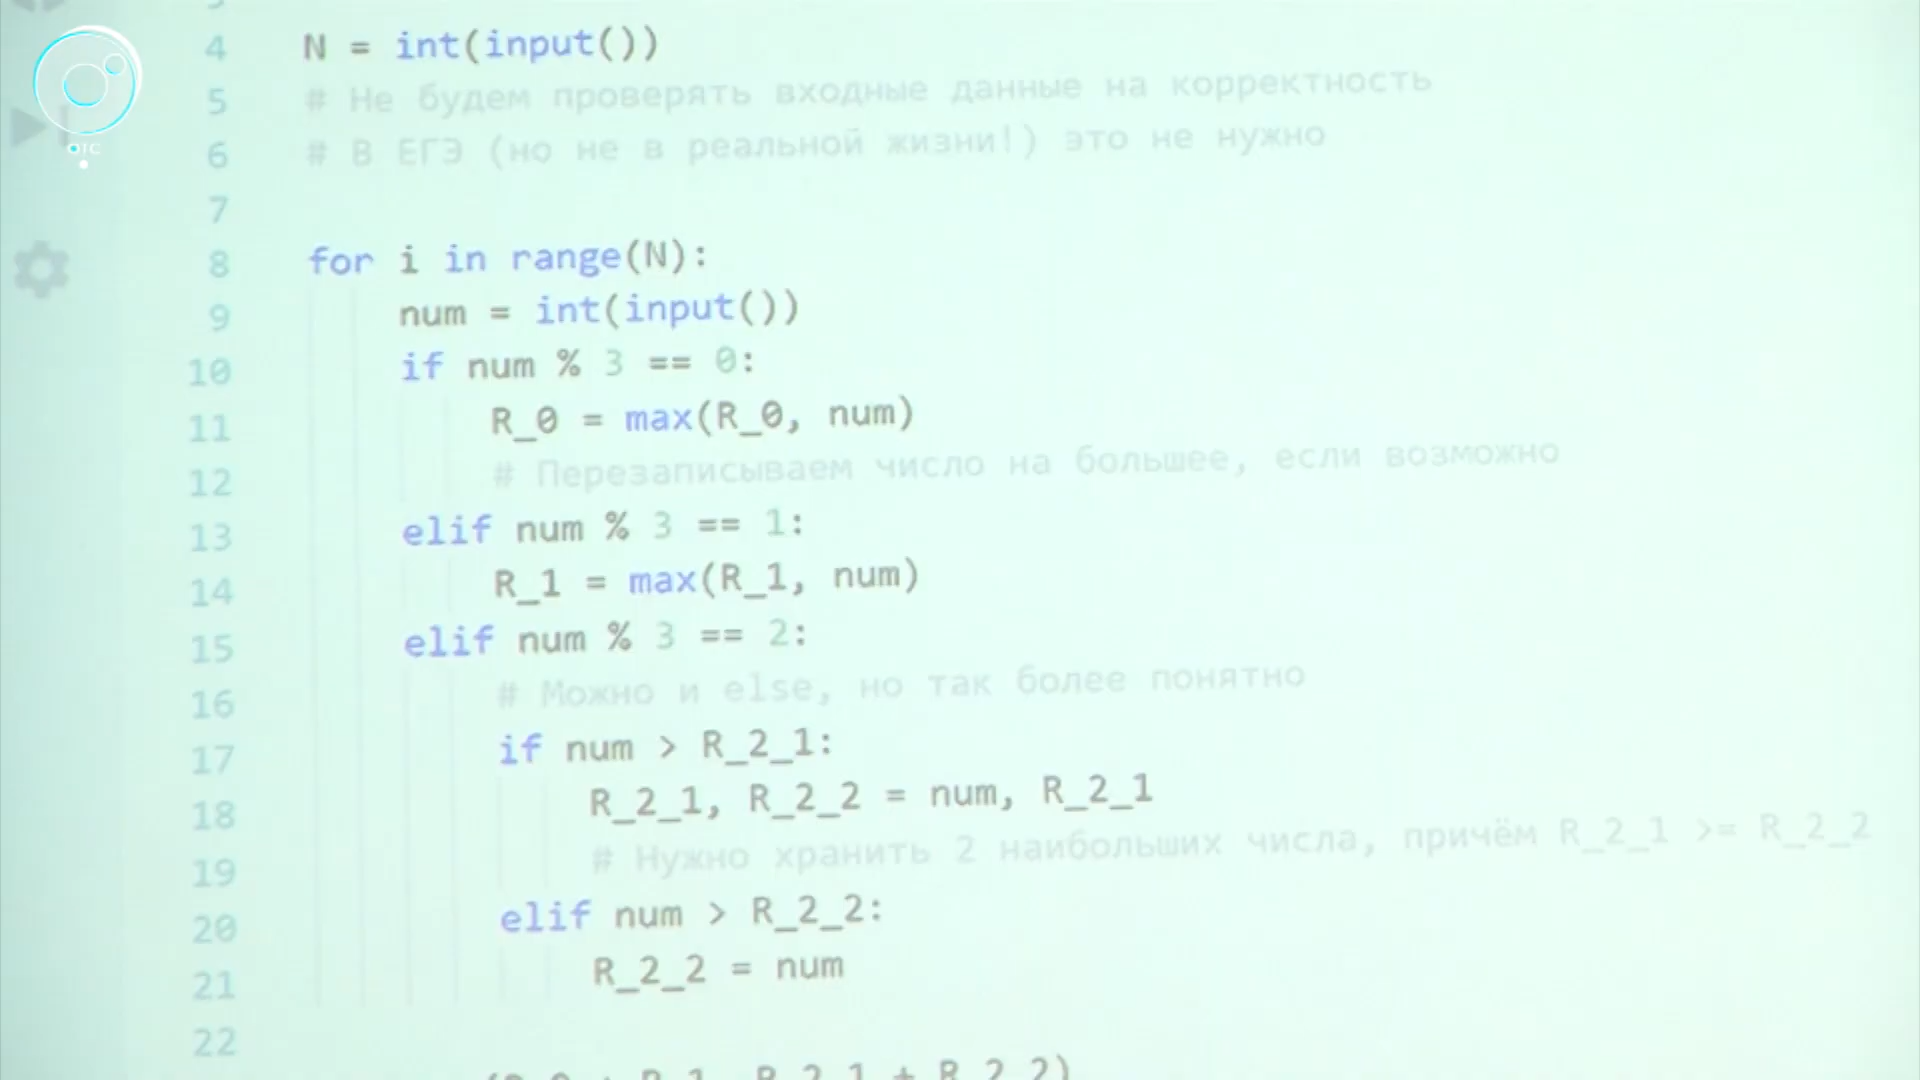 4 N = int(input())
5 # Не будем проверять входные данные на корректность
6 # В ЕГЭ (но не в реальной жизни!) это не нужно
7
8 for i in range(N):
9 num = int(input())
10 if num % 3 == 0:
11 R_0 = max(R_0, num)
12 # Перезаписываем число на большее, если возможно
13 elif num % 3 == 1:
14 R_1 = max(R_1, num)
15 elif num % 3 == 2:
16 # Можно и else, но так более понятно
17 if num > R_2_1:
18 R_2_1, R_2_2 = num, R_2_1
19 # Нужно хранить 2 наибольших числа, причём R_2_1 >= R_2_2
20 elif num > R_2_2:
21 R_2_2 = num
22
R_2_1 + R_2_2)
ОТС